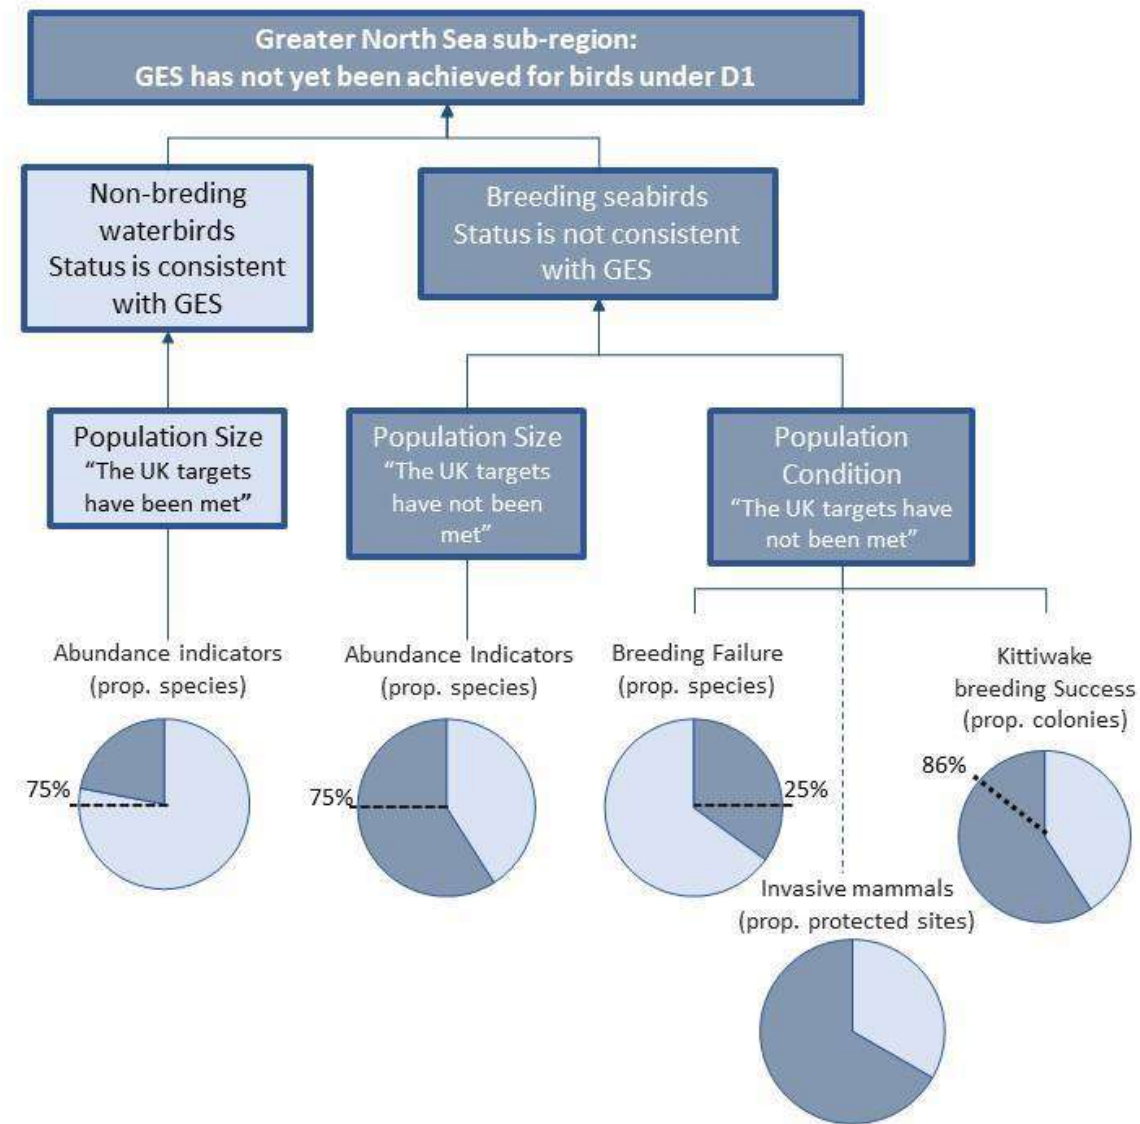 Greater North Sea sub-region:
GES has not yet been achieved for birds under D1
Non-breding
waterbirds
Status is consistent
with GES
Breeding seabirds
Status is not consistent
with GES
Population Size
“The UK targets
have been met”
Population Size
“The UK targets
have not been
met”
Population
Condition
“The UK targets have
not been met”
Abundance indicators
(prop. species)
75%
Abundance Indicators
(prop. species)
75%
Breeding Failure
(prop. species)
25%
Kittiwake
breeding Success
(prop. colonies)
86%
Invasive mammals
(prop. protected sites)